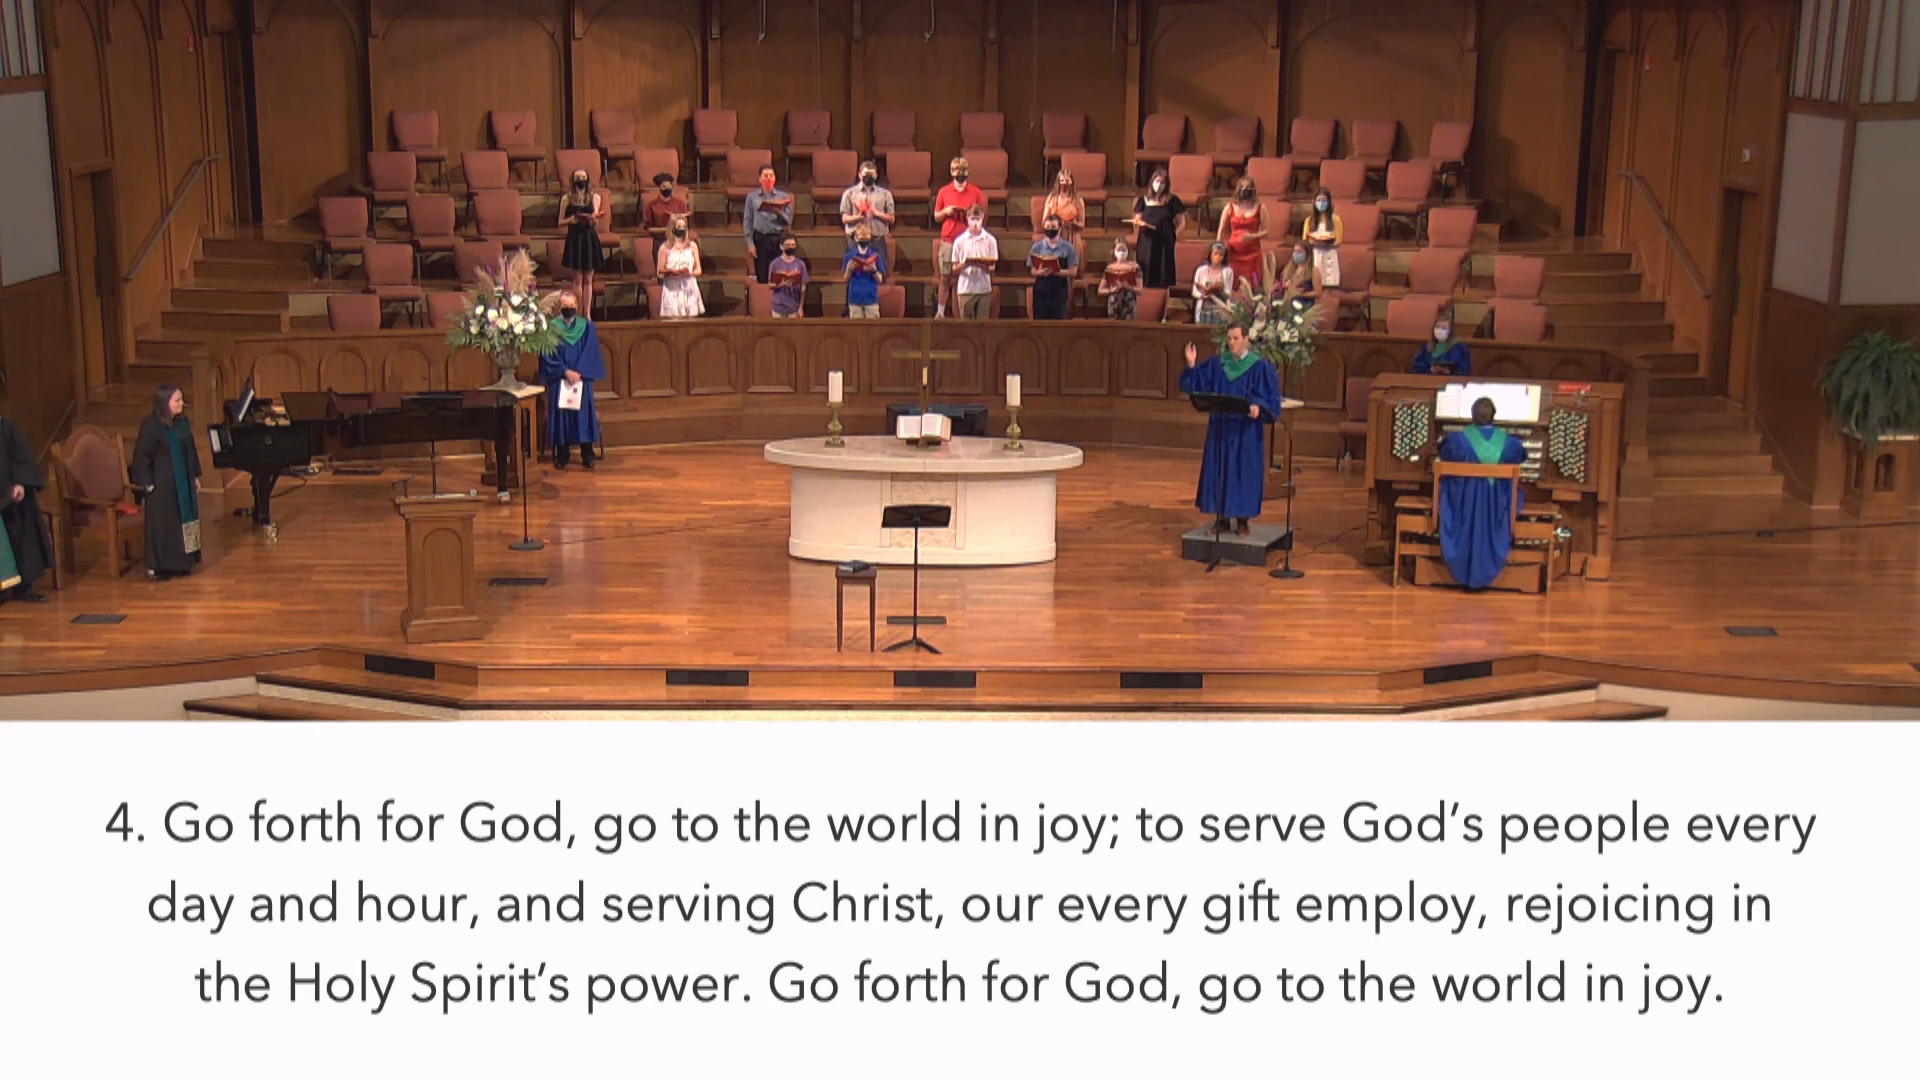 4. Go forth for God, go to the world in joy; to serve God's people every
day and hour, and serving Christ, our every gift employ, rejoicing in
the Holy Spirit's power. Go forth for God, go to the world in joy.